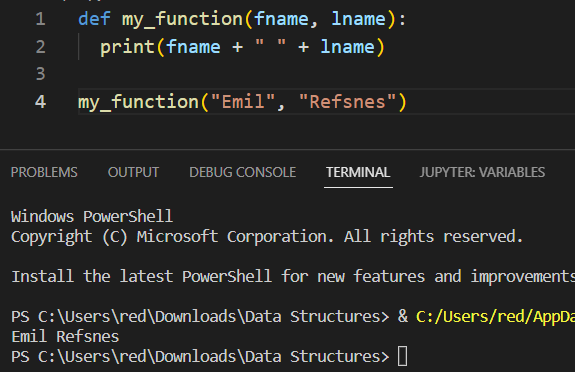 1 def my_function(fname, lname):
2 print(fname + " " + lname)
3
4 my_function("Emil", "Refsnes")
PROBLEMS OUTPUT DEBUG CONSOLE TERMINAL JUPYTER: VARIABLES
Windows PowerShell
Copyright (C) Microsoft Corporation. All rights reserved.
Install the latest PowerShell for new features and improvements
PS C:\Users\red\Downloads\Data Structures> & C:/Users/red/AppDa
Emil Refsnes
PS C:\Users\red\Downloads\Data Structures>